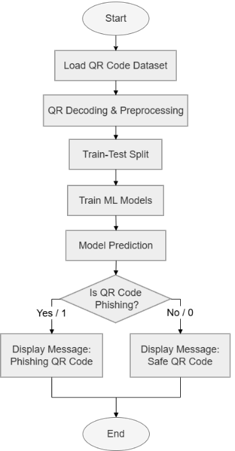 Start
Load QR Code Dataset
QR Decoding & Preprocessing
Train-Test Split
Train ML Models
Model Prediction
Is QR Code
Phishing?
Yes / 1
No / 0
Display Message:
Phishing QR Code
Display Message:
Safe QR Code
End